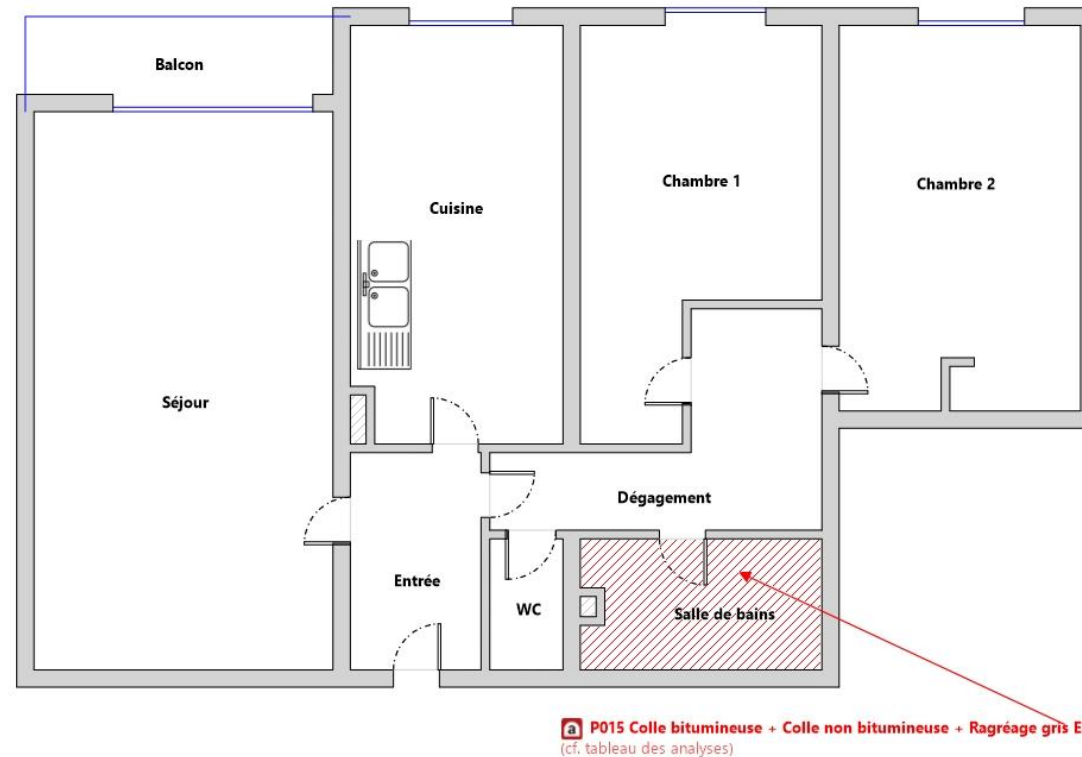 Balcon
Chambre 1
Chambre 2
Cuisine
Séjour
Dégagement
Entrée
WC
Salle de bains
a P015 Colle bitumineuse + Colle non bitumineuse + Ragréage gris E
(cf. tableau des analyses)